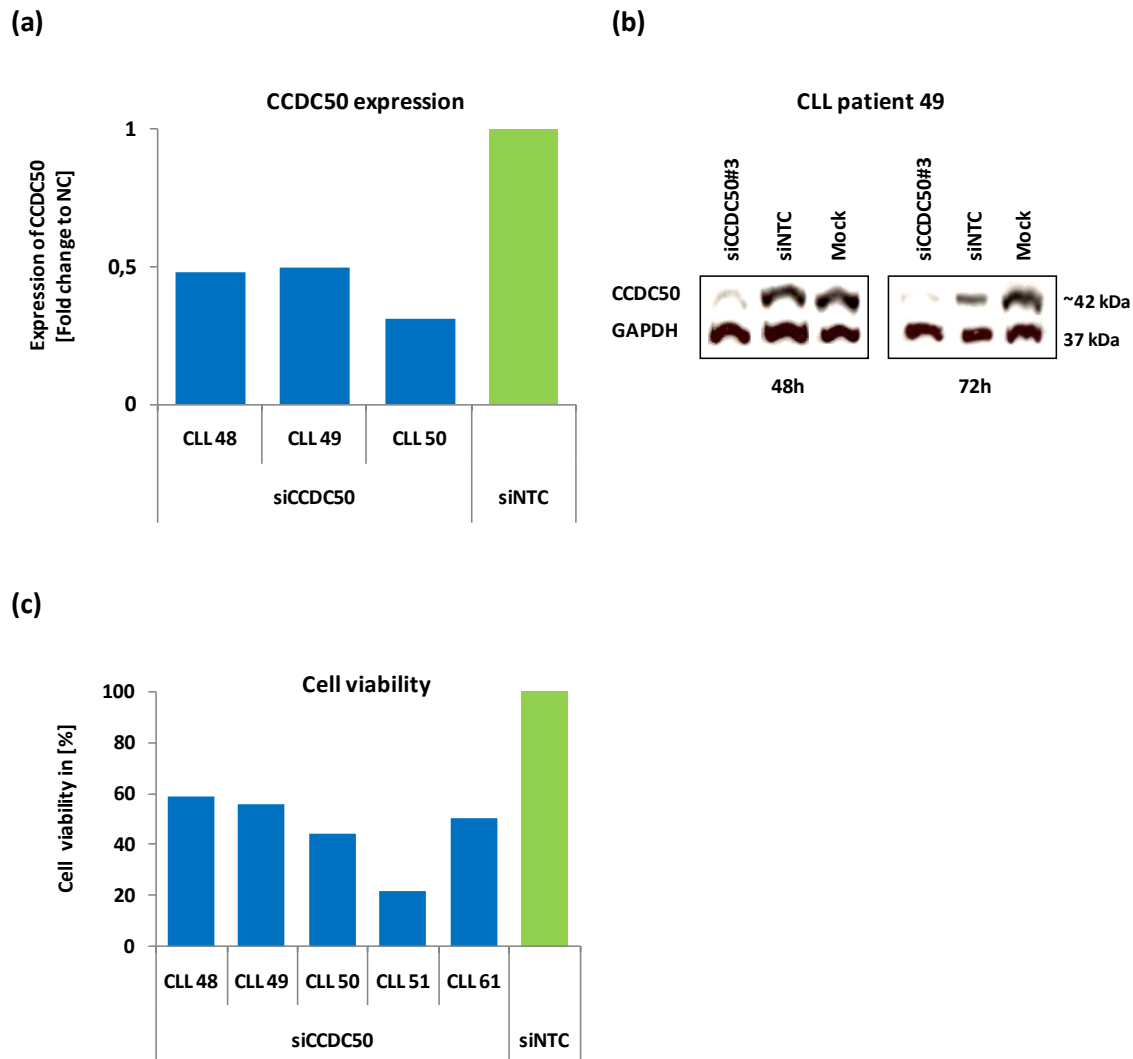 (a)
CCDC50 expression
Expression of CCDC50
[Fold change to NC]
1
0,5
0
CLL 48 CLL 49 CLL 50
siCCDC50 siNTC
(b)
CLL patient 49
siCCDC50#3 siNTC Mock siCCDC50#3 siNTC Mock
CCDC50 ~42 kDa
GAPDH 37 kDa
48h 72h
(c)
Cell viability
Cell viability in [%]
100
80
60
40
20
0
CLL 48 CLL 49 CLL 50 CLL 51 CLL 61
siCCDC50 siNTC